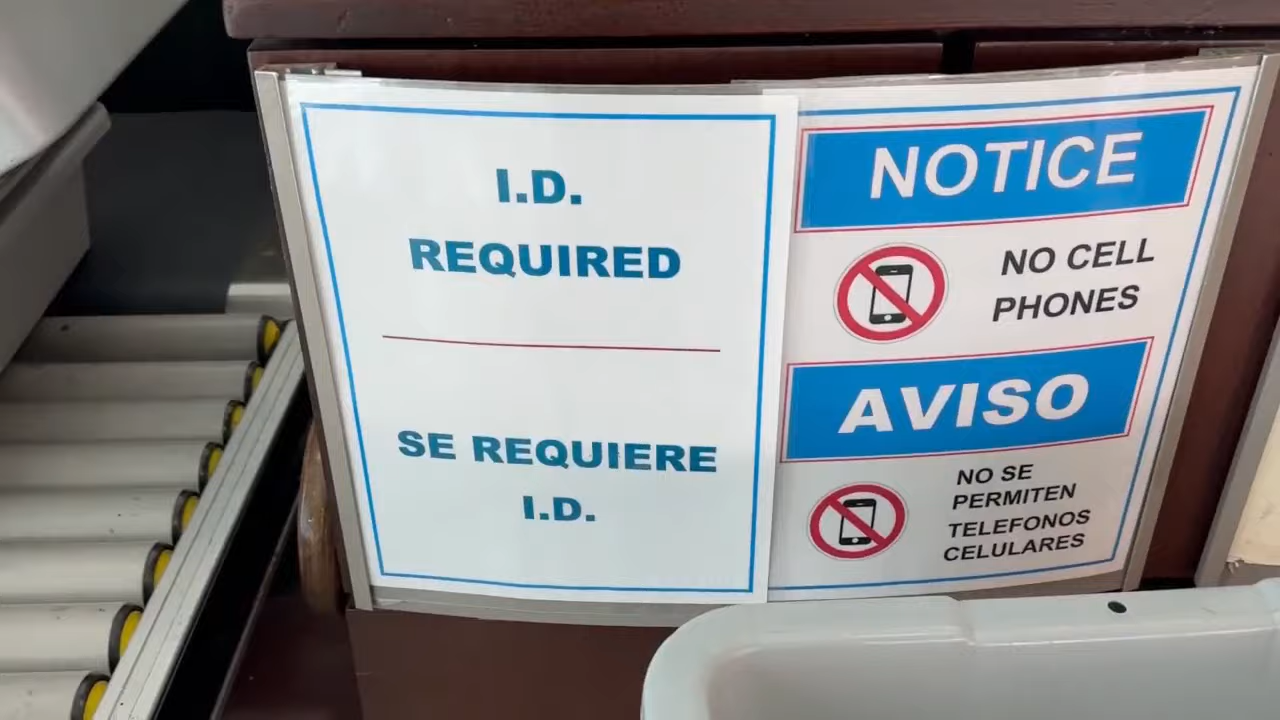 I.D.
REQUIRED
SE REQUIERE
I.D.
NOTICE
NO CELL
PHONES
AVISO
NO SE
PERMITEN
TELEFONOS
CELULARES